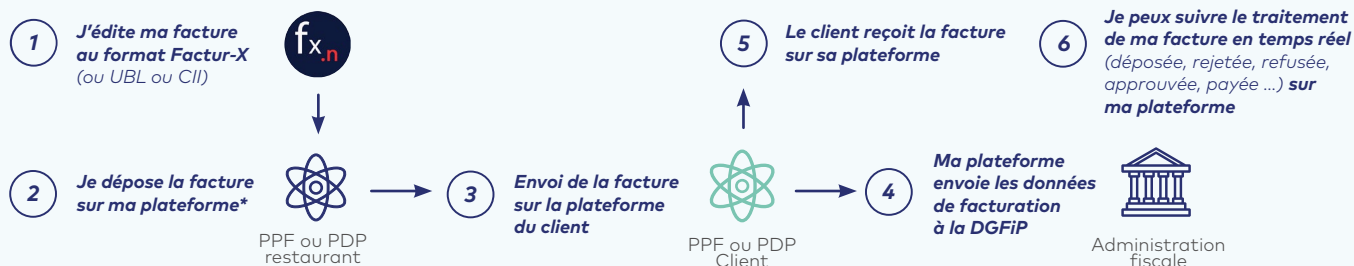 1
J'édite ma facture
au format Factur-X
(ou UBL ou CII)
fx.n
2
Je dépose la facture
sur ma plateforme*
PPF ou PDP
restaurant
3
Envoi de la facture
sur la plateforme
du client
PPF ou PDP
Client
4
Ma plateforme
envoie les données
de facturation
à la DGFiP
Administration
fiscale
5
Le client reçoit la facture
sur sa plateforme
6
Je peux suivre le traitement
de ma facture en temps réel
(déposée, rejetée, refusée,
approuvée, payée ...) sur
ma plateforme